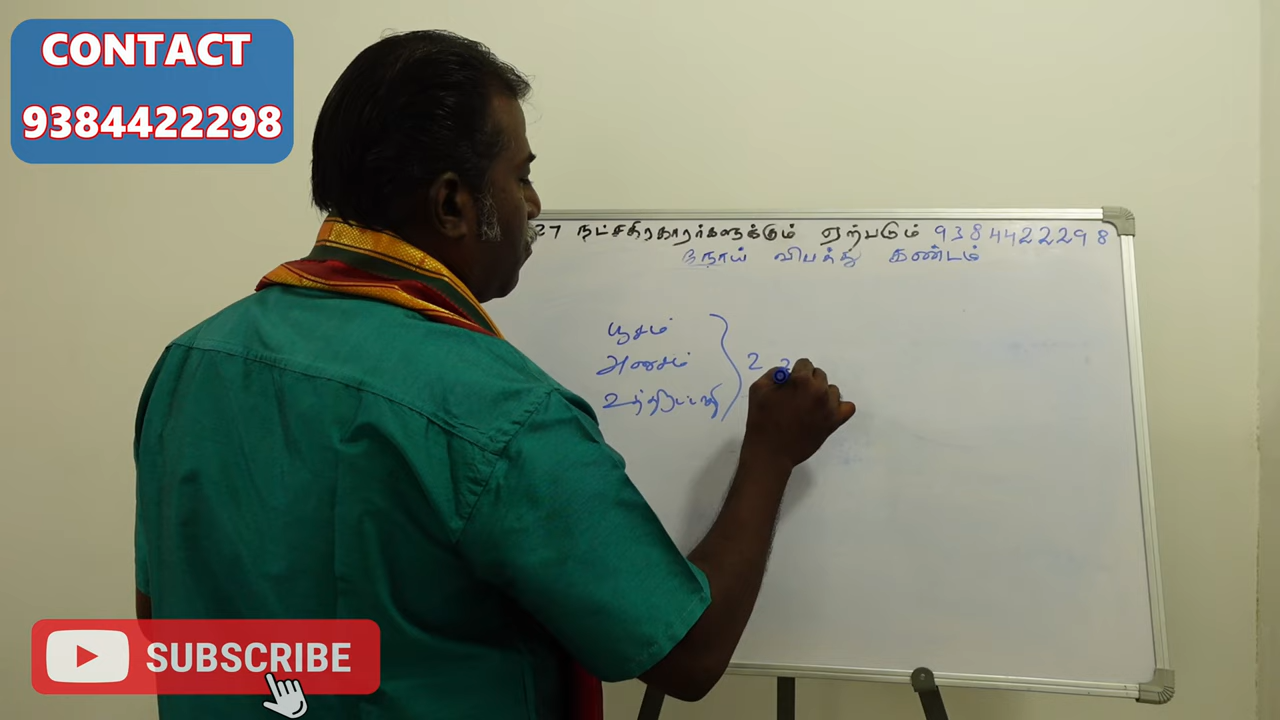 CONTACT
9384422298
27 நட்சதிரகாரர்களுக்கும் ஏற்படும் 9384422298
நோய் விபத்து கண்டம்
பூசம்
அனுசம்
உத்திரட்டாதி
2
SUBSCRIBE